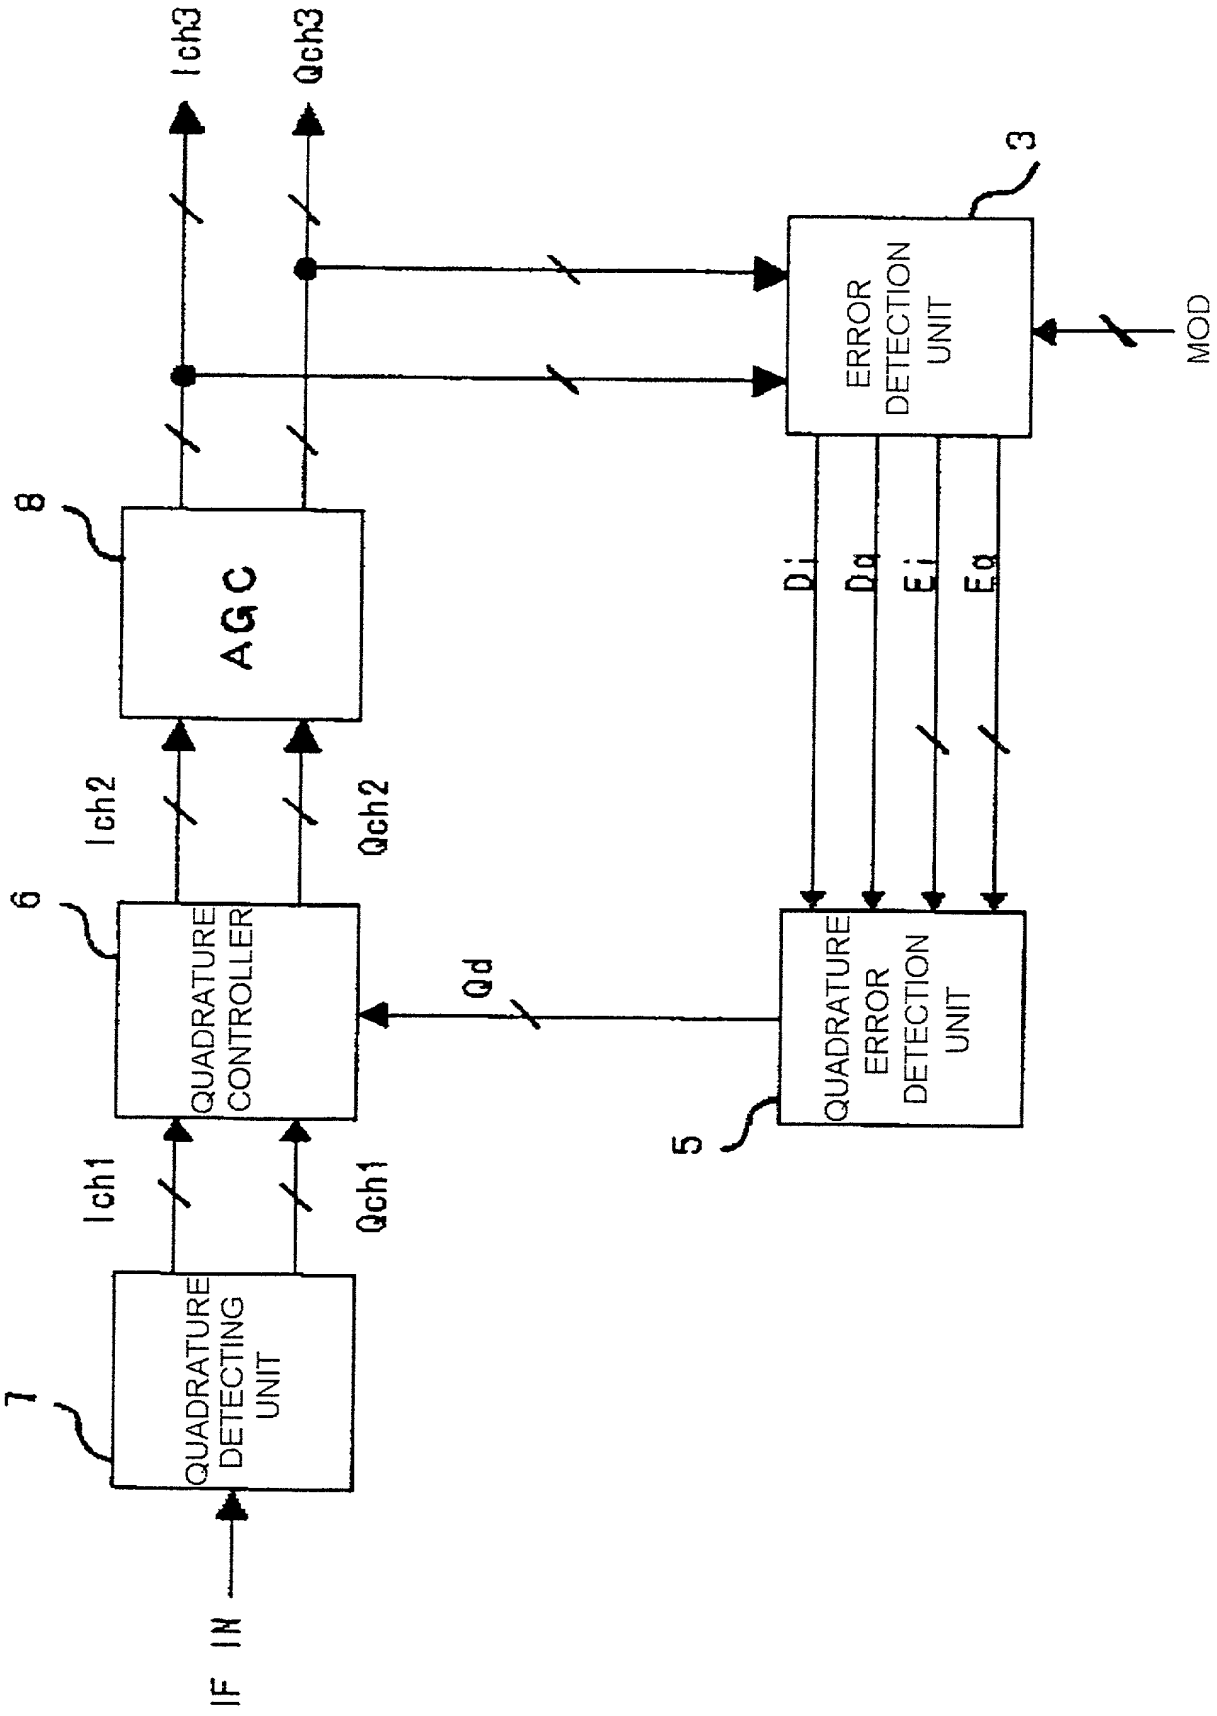 7
6
8
Ich1
Ich2
Ich3
IF IN
QUADRATURE
DETECTING
UNIT
QUADRATURE
CONTROLLER
AGC
Qch1
Qch2
Qch3
Qd
5
3
QUADRATURE
ERROR
DETECTION
UNIT
Di
Dq
Ei
Eq
ERROR
DETECTION
UNIT
MOD